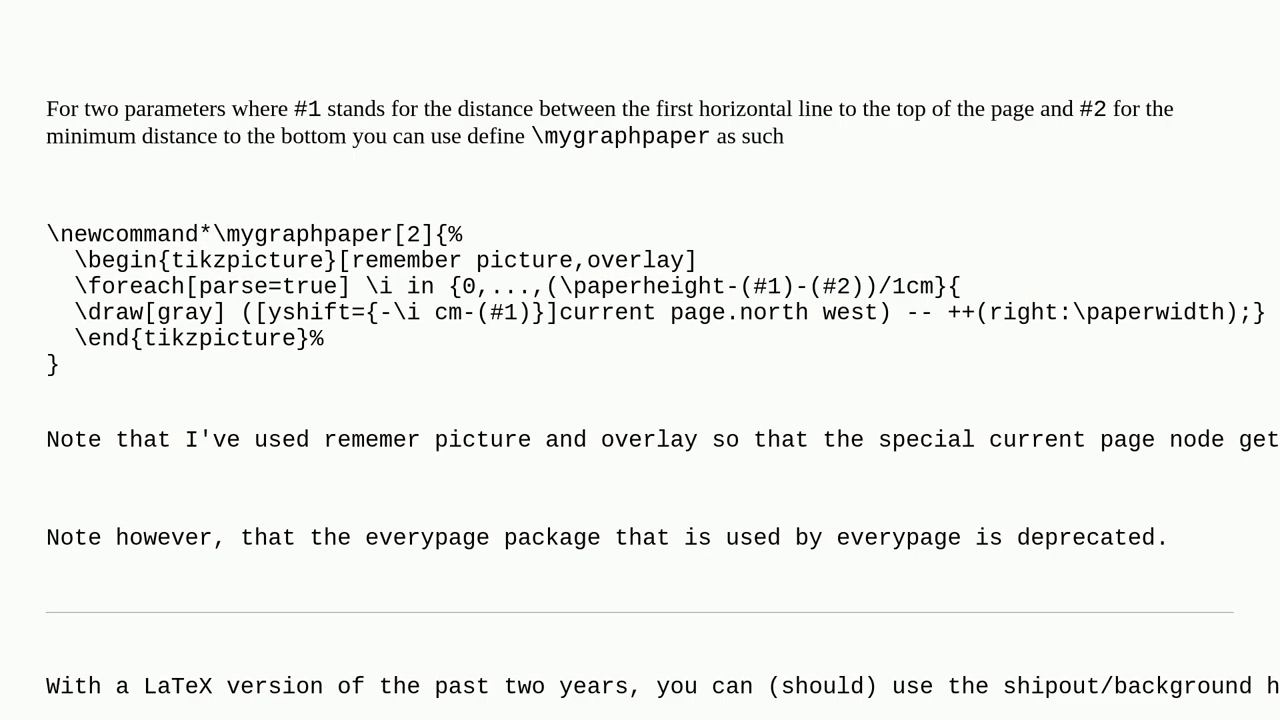 For two parameters where #1 stands for the distance between the first horizontal line to the top of the page and #2 for the
minimum distance to the bottom you can use define \mygraphpaper as such
\newcommand*\mygraphpaper[2]{%
  \begin{tikzpicture}[remember picture,overlay]
  \foreach[parse=true] \i in {0,...,(\paperheight-(#1)-(#2))/1cm}{
  \draw[gray] ([yshift={-\i cm-(#1)}]current page.north west) -- ++(right:\paperwidth);}
  \end{tikzpicture}%
}
Note that I've used rememer picture and overlay so that the special current page node get
Note however, that the everypage package that is used by everypage is deprecated.
With a LaTeX version of the past two years, you can (should) use the shipout/background h